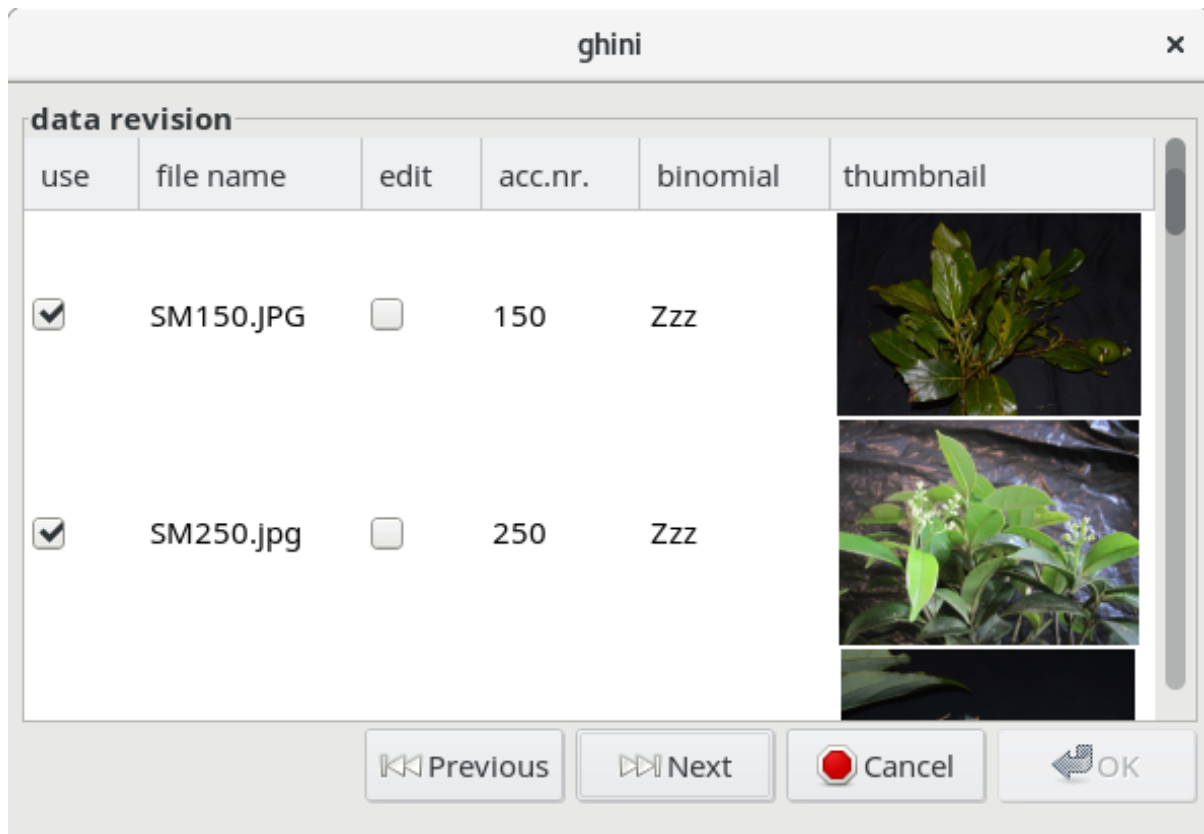 ghini
data revision
use file name edit acc.nr. binomial thumbnail
SM150.JPG 150 Zzz
SM250.jpg 250 Zzz
Previous Next Cancel OK